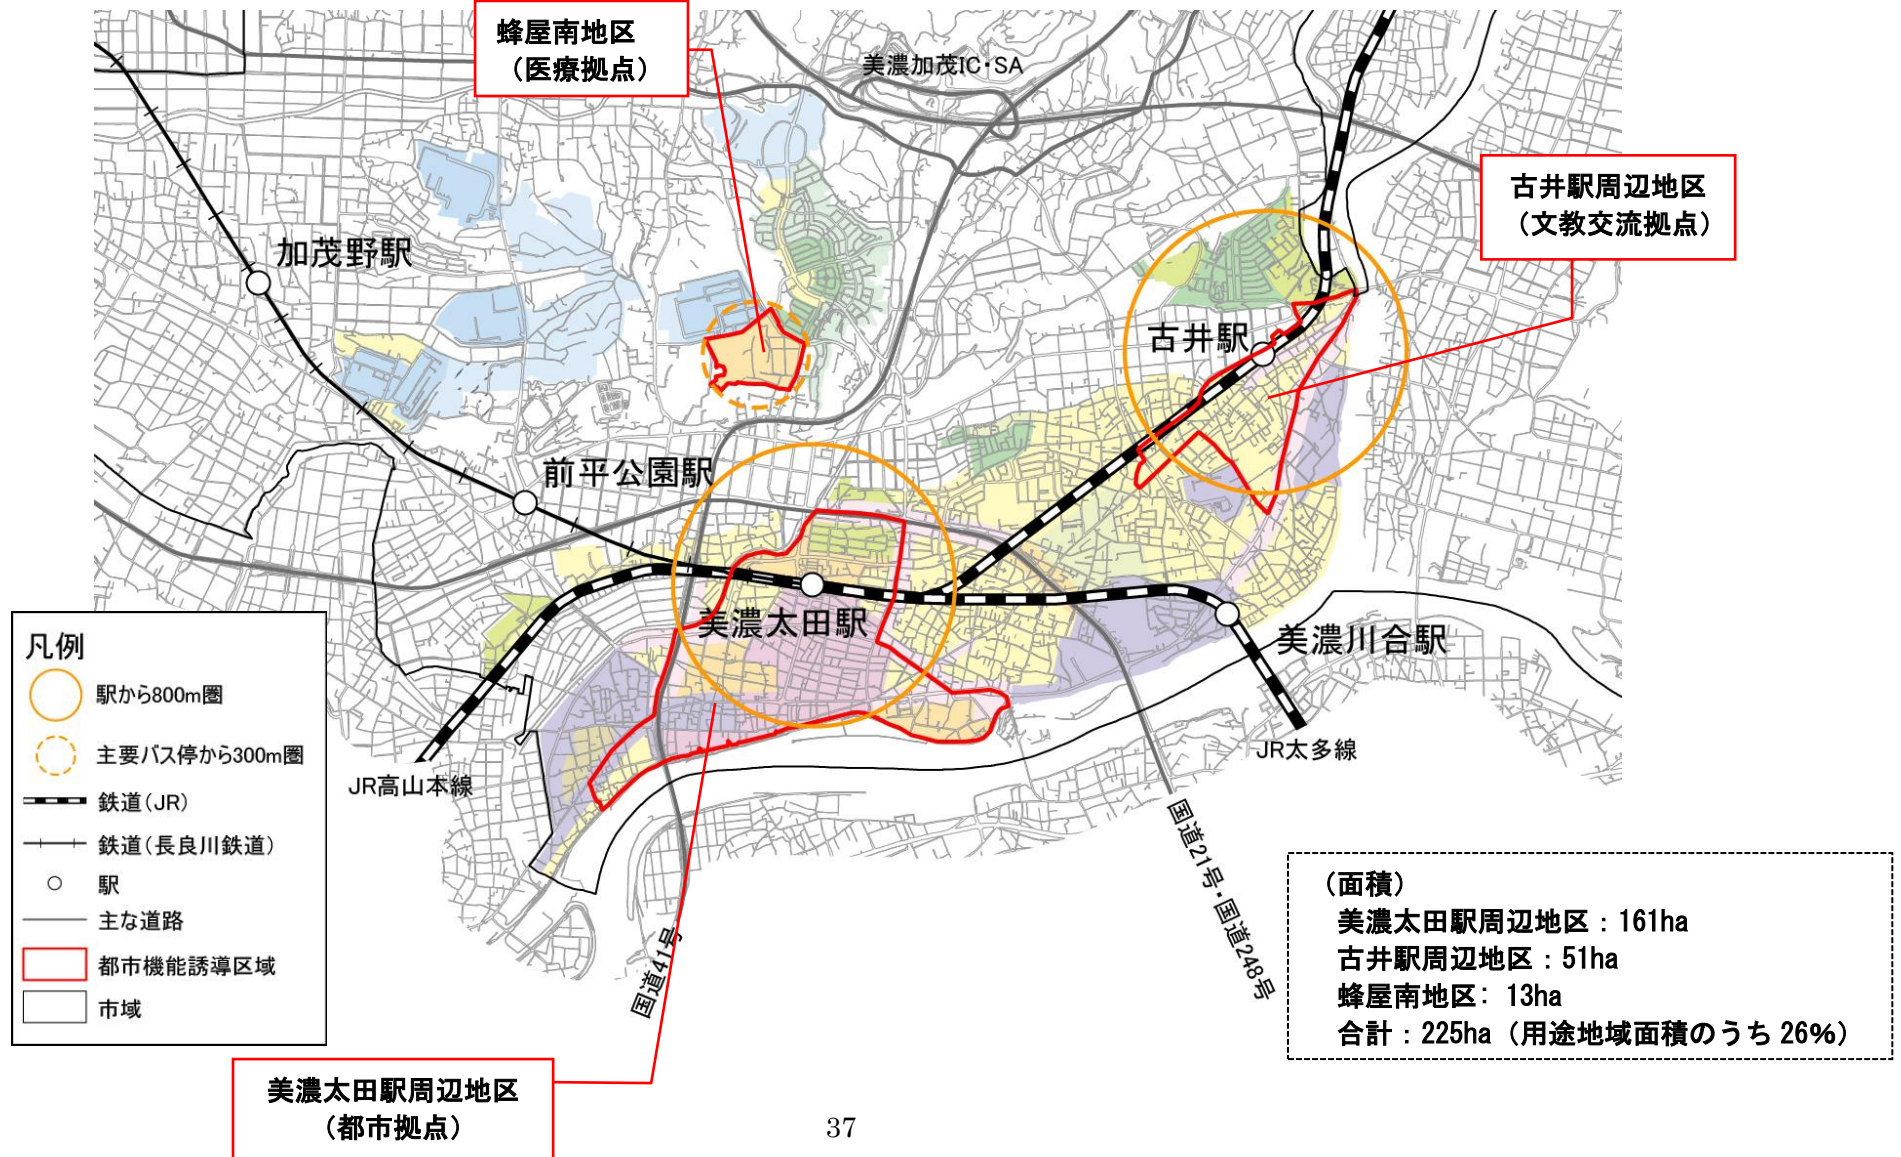 蜂屋南地区
（医療拠点）
美濃加茂IC・SA
古井駅周辺地区
（文教交流拠点）
加茂野駅
古井駅
前平公園駅
美濃太田駅
美濃川合駅
JR太多線
JR高山本線
国道21号・国道248号
国道41号
凡例
駅から800m圏
主要バス停から300m圏
鉄道（JR）
鉄道（長良川鉄道）
駅
主な道路
都市機能誘導区域
市域
（面積）
美濃太田駅周辺地区：161ha
古井駅周辺地区：51ha
蜂屋南地区：13ha
合計：225ha（用途地域面積のうち 26%）
美濃太田駅周辺地区
（都市拠点）
37